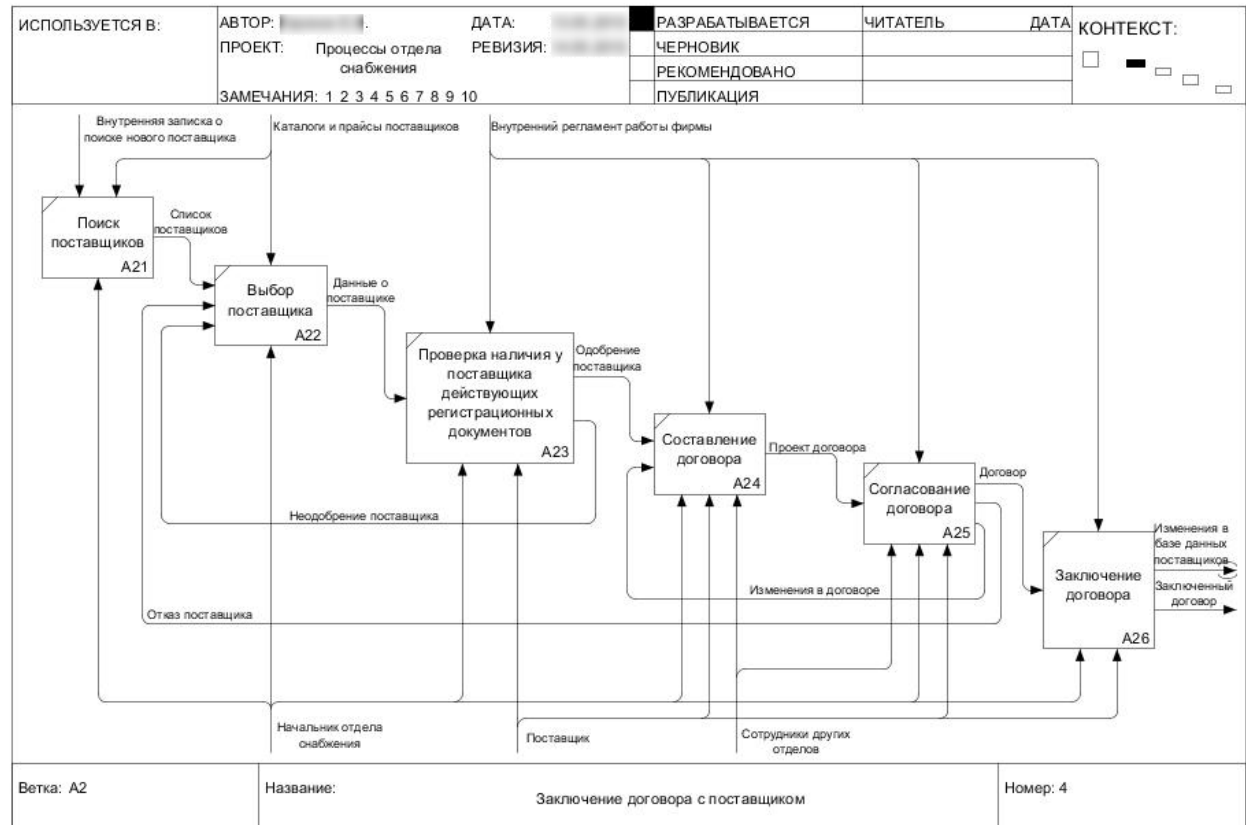 ИСПОЛЬЗУЕТСЯ В:
АВТОР:
ДАТА:
ПРОЕКТ: Процессы отдела
снабжения
РЕВИЗИЯ:
ЗАМЕЧАНИЯ: 1 2 3 4 5 6 7 8 9 10
РАЗРАБАТЫВАЕТСЯ
ЧЕРНОВИК
РЕКОМЕНДОВАНО
ПУБЛИКАЦИЯ
ЧИТАТЕЛЬ ДАТА
КОНТЕКСТ:
Внутренняя записка о
поиске нового поставщика
Каталоги и прайсы поставщиков
Внутренний регламент работы фирмы
Поиск
поставщиков
A21
Список
поставщиков
Выбор
поставщика
A22
Данные о
поставщике
Проверка наличия у
поставщика
действующих
регистрационных
документов
A23
Одобрение
поставщика
Составление
договора
A24
Проект договора
Согласование
договора
A25
Договор
Заключение
договора
A26
Изменения в
базе данных
поставщиков
Заключенный
договор
Неодобрение поставщика
Изменения в договоре
Отказ поставщика
Начальник отдела
снабжения
Поставщик
Сотрудники других
отделов
Ветка: A2
Название:
Заключение договора с поставщиком
Номер: 4